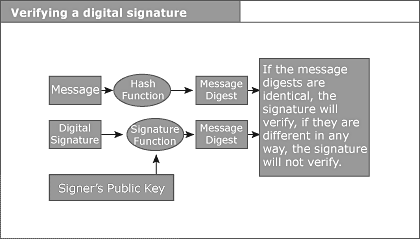 Verifying a digital signature
Message
Hash
Function
Message
Digest
If the message
digests are
identical, the
signature will
verify, if they are
different in any
way, the signature
will not verify.
Digital
Signature
Signature
Function
Message
Digest
Signer's Public Key